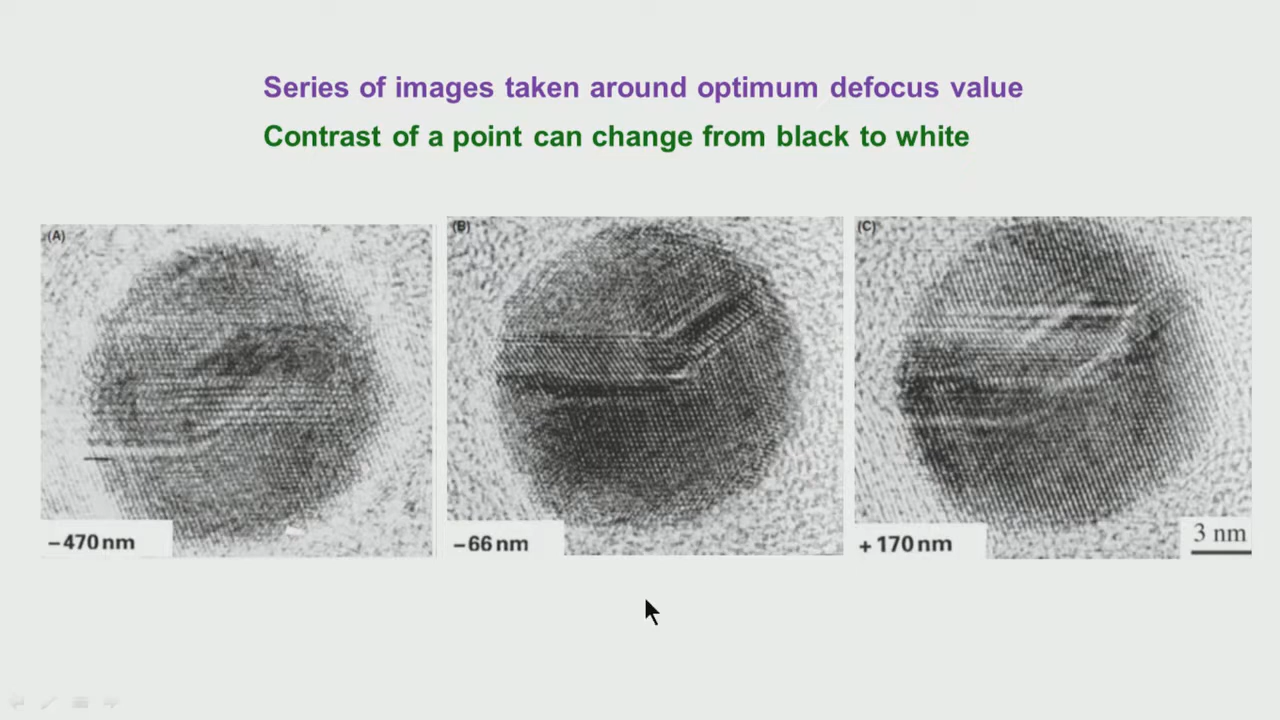 Series of images taken around optimum defocus value
Contrast of a point can change from black to white
(A)
(B)
(C)
−470 nm
−66 nm
+ 170 nm
3 nm